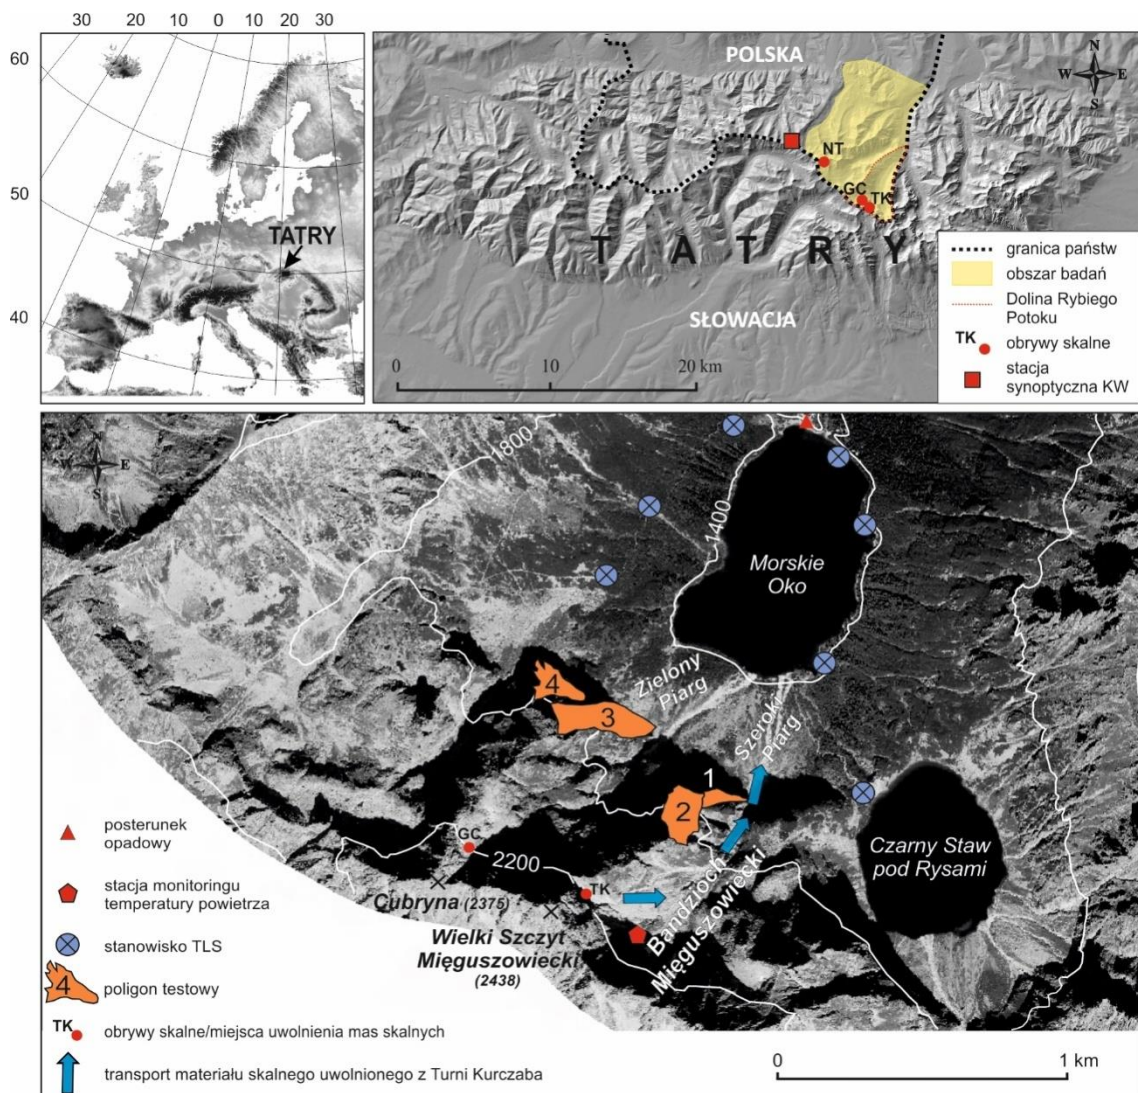 30 20 10 0 10 20 30
60
50
40
TATRY
POLSKA
N
W E
S
NT
GC
TK
T A T R Y
SŁOWACJA
0 10 20 km
granica państw
obszar badań
Dolina Rybiego
Potoku
TK obrywy skalne
stacja
synoptyczna KW
N
W E
S
1800
1400
Morskie
Oko
Zielony
Piarg
Szeroki
Piarg
4
3
1
2
Czarny Staw
pod Rysami
GC
2200
TK
Cubryna (2375)
Wielki Szczyt
Mięguszowiecki
(2438)
Bandzioch
Mięguszowiecki
posterunek
opadowy
stacja monitoringu
temperatury powietrza
stanowisko TLS
4 poligon testowy
TK obrywy skalne/miejsca uwolnienia mas skalnych
transport materiału skalnego uwolnionego z Turni Kurczaba
0 1 km